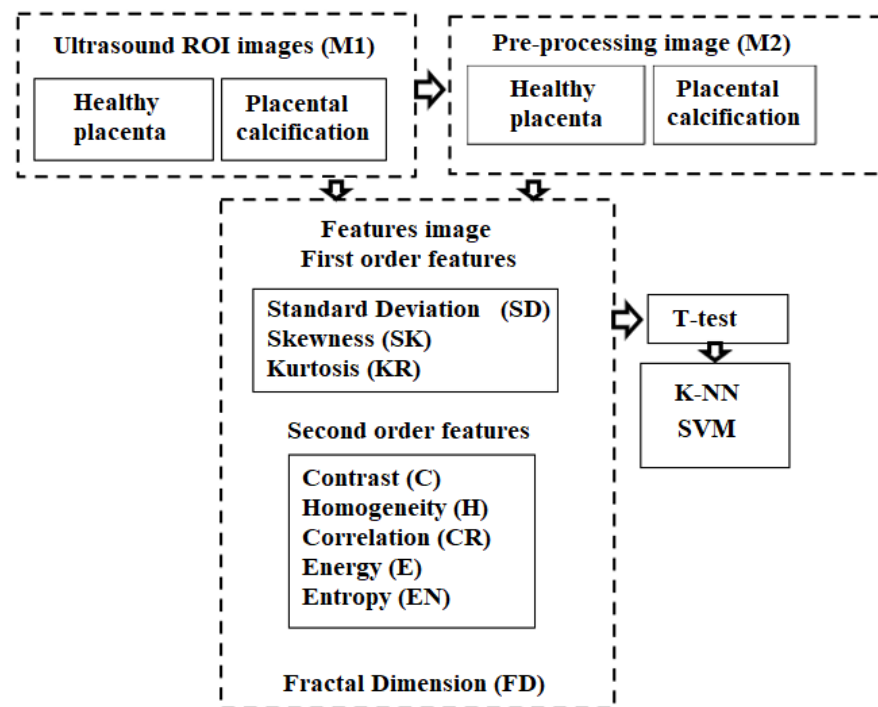 Ultrasound ROI images (M1)
Healthy
placenta
Placental
calcification
Pre-processing image (M2)
Healthy
placenta
Placental
calcification
Features image
First order features
Standard Deviation (SD)
Skewness (SK)
Kurtosis (KR)
Second order features
Contrast (C)
Homogeneity (H)
Correlation (CR)
Energy (E)
Entropy (EN)
Fractal Dimension (FD)
T-test
K-NN
SVM